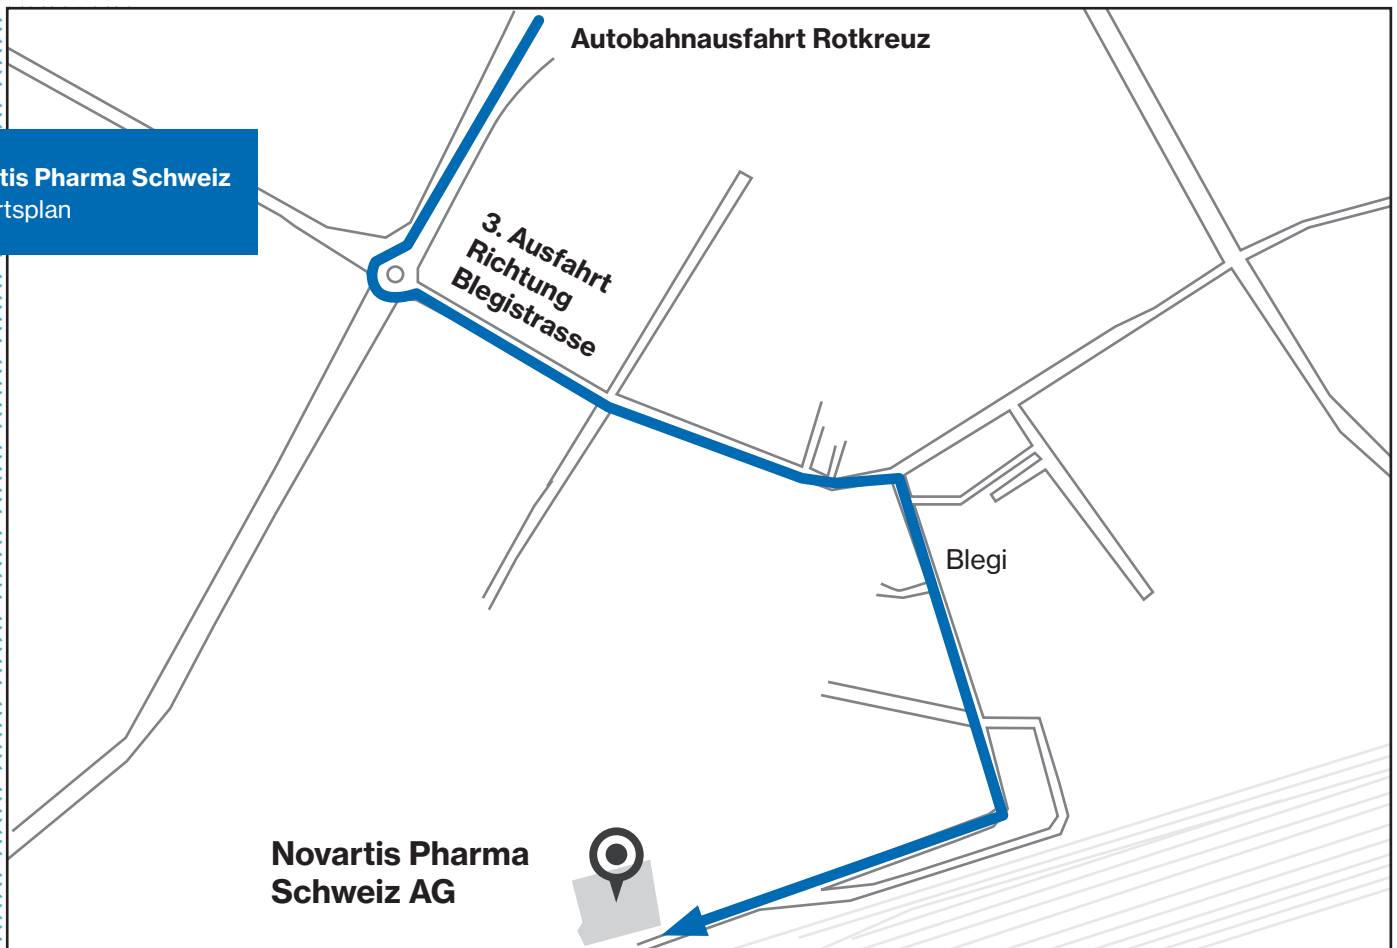 Autobahnausfahrt Rotkreuz
tis Pharma Schweiz
rtsplan
3. Ausfahrt
Richtung
Blegistrasse
Blegi
Novartis Pharma
Schweiz AG